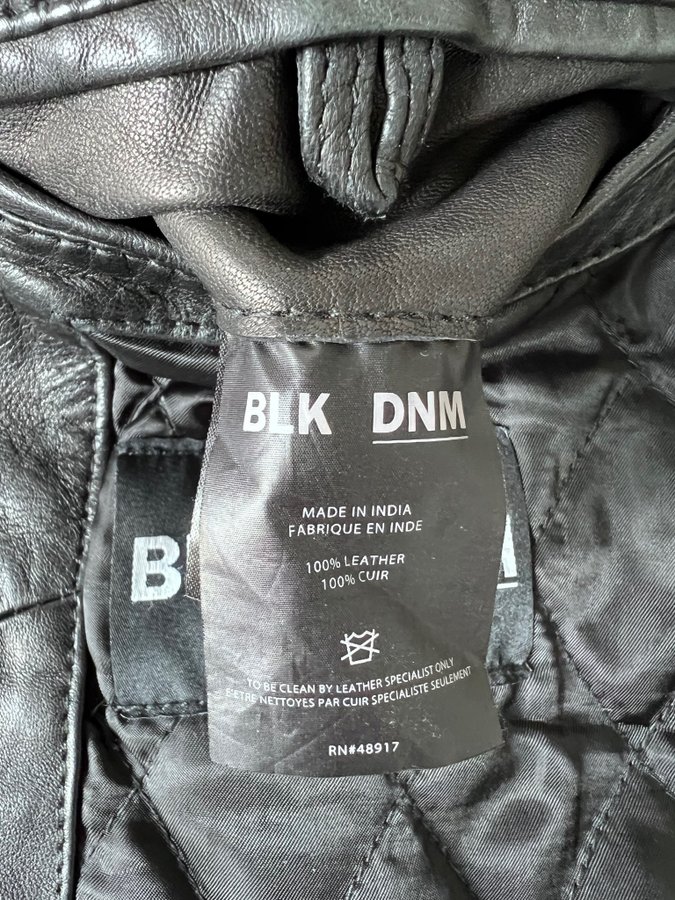 BLK DNM
MADE IN INDIA
FABRIQUE EN INDE
100% LEATHER
100% CUIR
TO BE CLEAN BY LEATHER SPECIALIST ONLY
E'ETRE NETTOYES PAR CUIR SPECIALISTE SEULEMENT
RN#48917